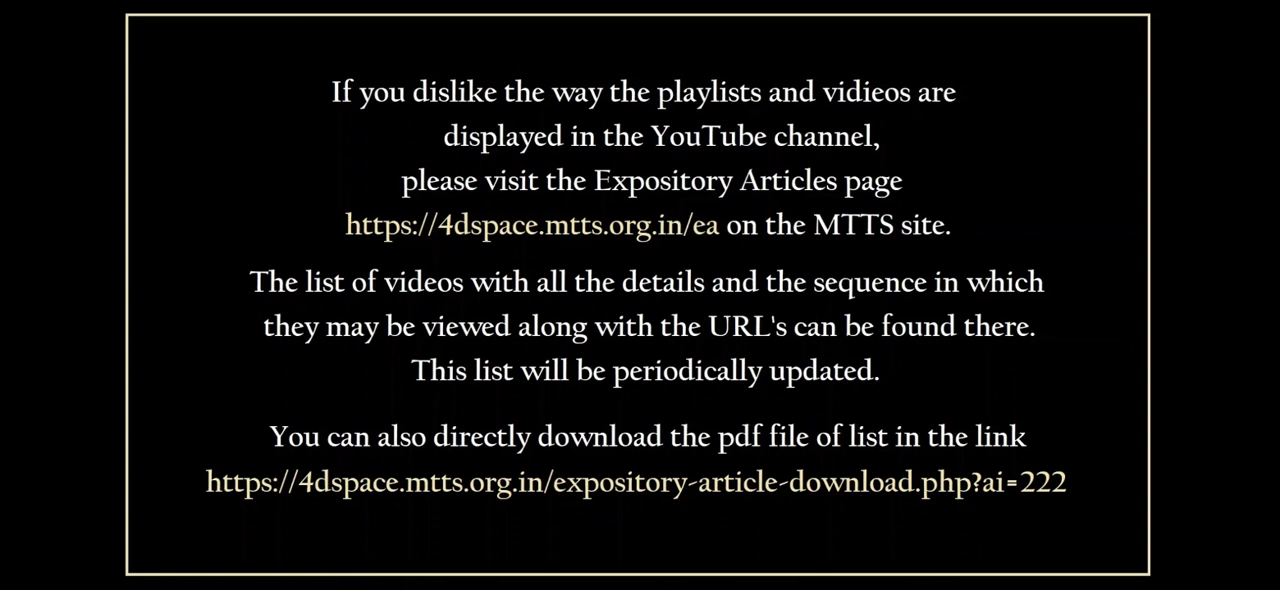 If you dislike the way the playlists and vidieos are
displayed in the YouTube channel,
please visit the Expository Articles page
https://4dspace.mtts.org.in/ea on the MTTS site.
The list of videos with all the details and the sequence in which
they may be viewed along with the URL's can be found there.
This list will be periodically updated.
You can also directly download the pdf file of list in the link
https://4dspace.mtts.org.in/expository-article-download.php?ai=222